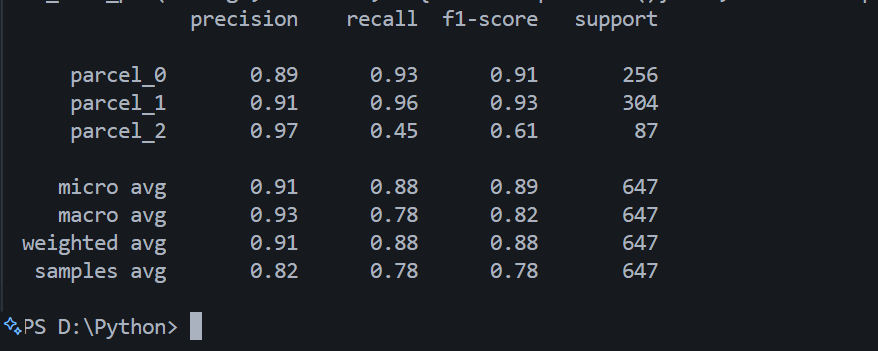 precision recall f1-score support
parcel_0 0.89 0.93 0.91 256
parcel_1 0.91 0.96 0.93 304
parcel_2 0.97 0.45 0.61 87
micro avg 0.91 0.88 0.89 647
macro avg 0.93 0.78 0.82 647
weighted avg 0.91 0.88 0.88 647
samples avg 0.82 0.78 0.78 647
PS D:\Python>